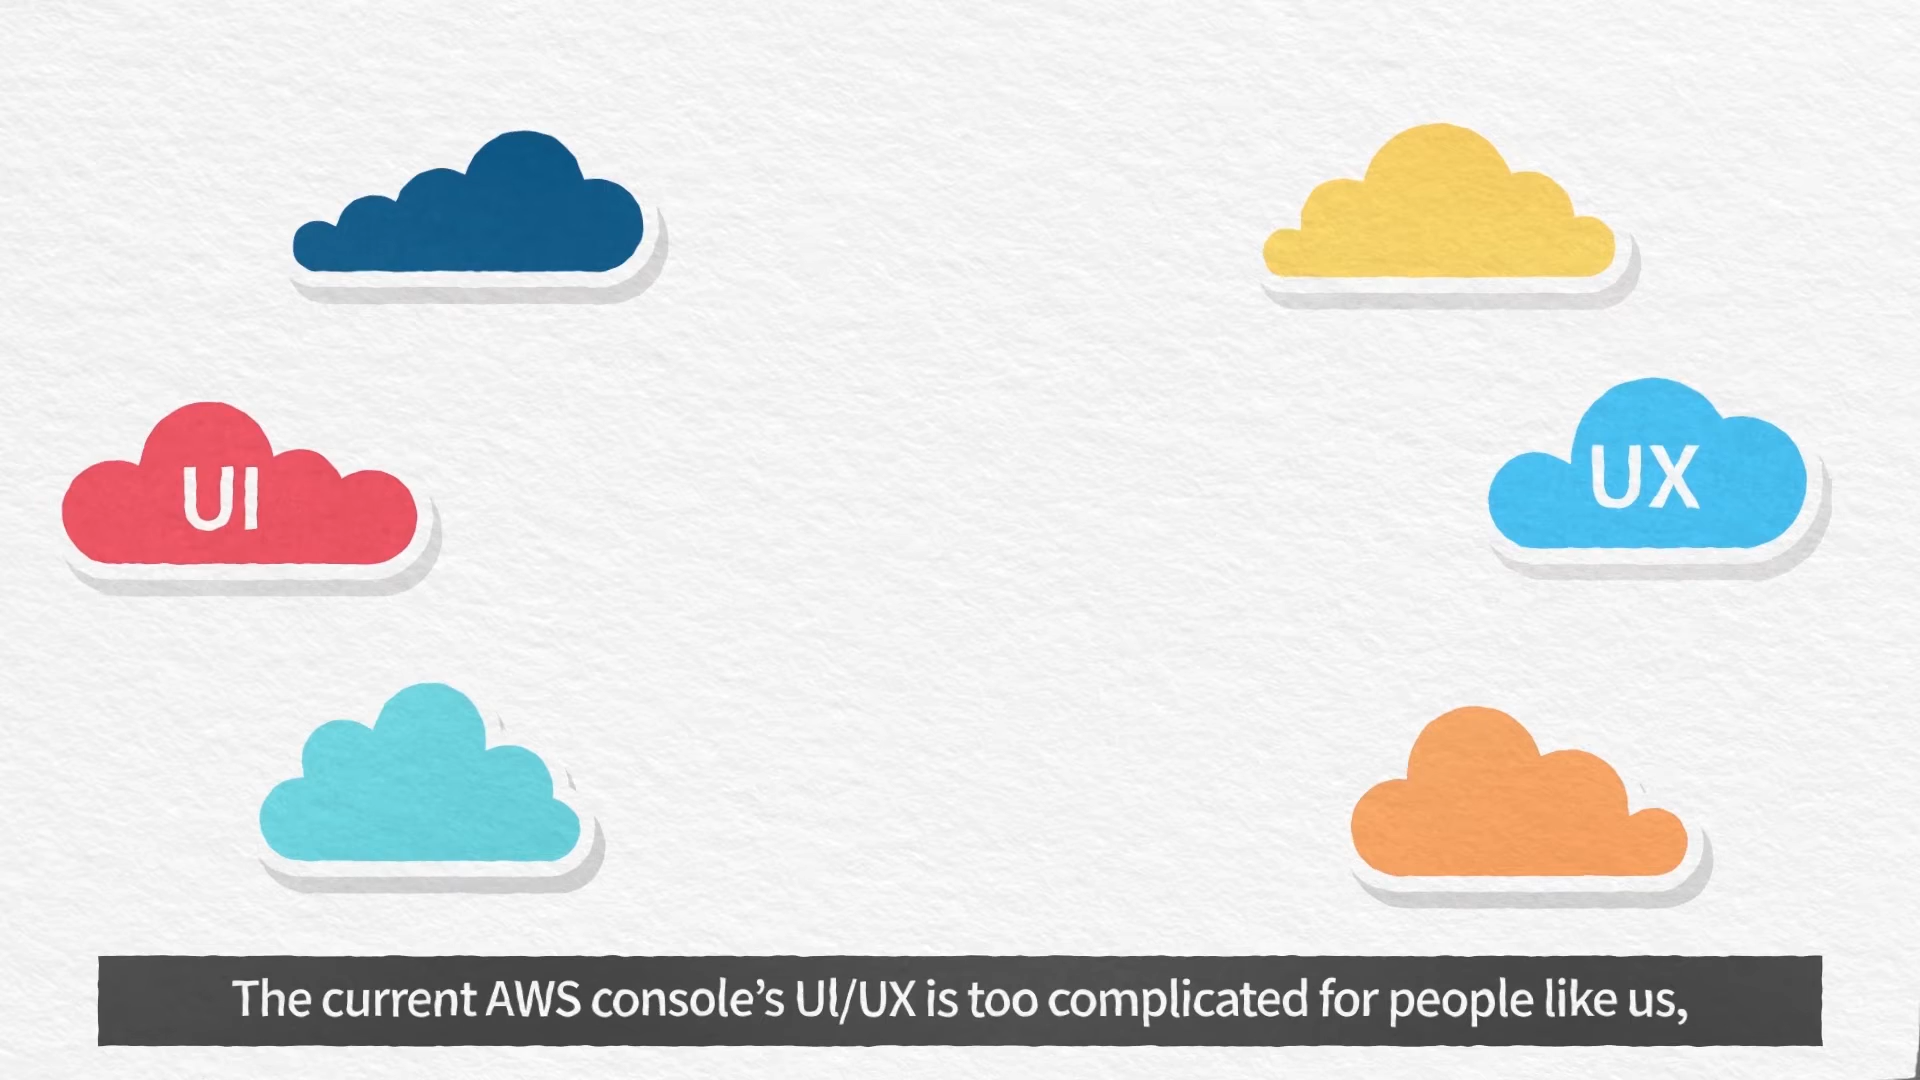 UI
UX
The current AWS console’s UI/UX is too complicated for people like us,